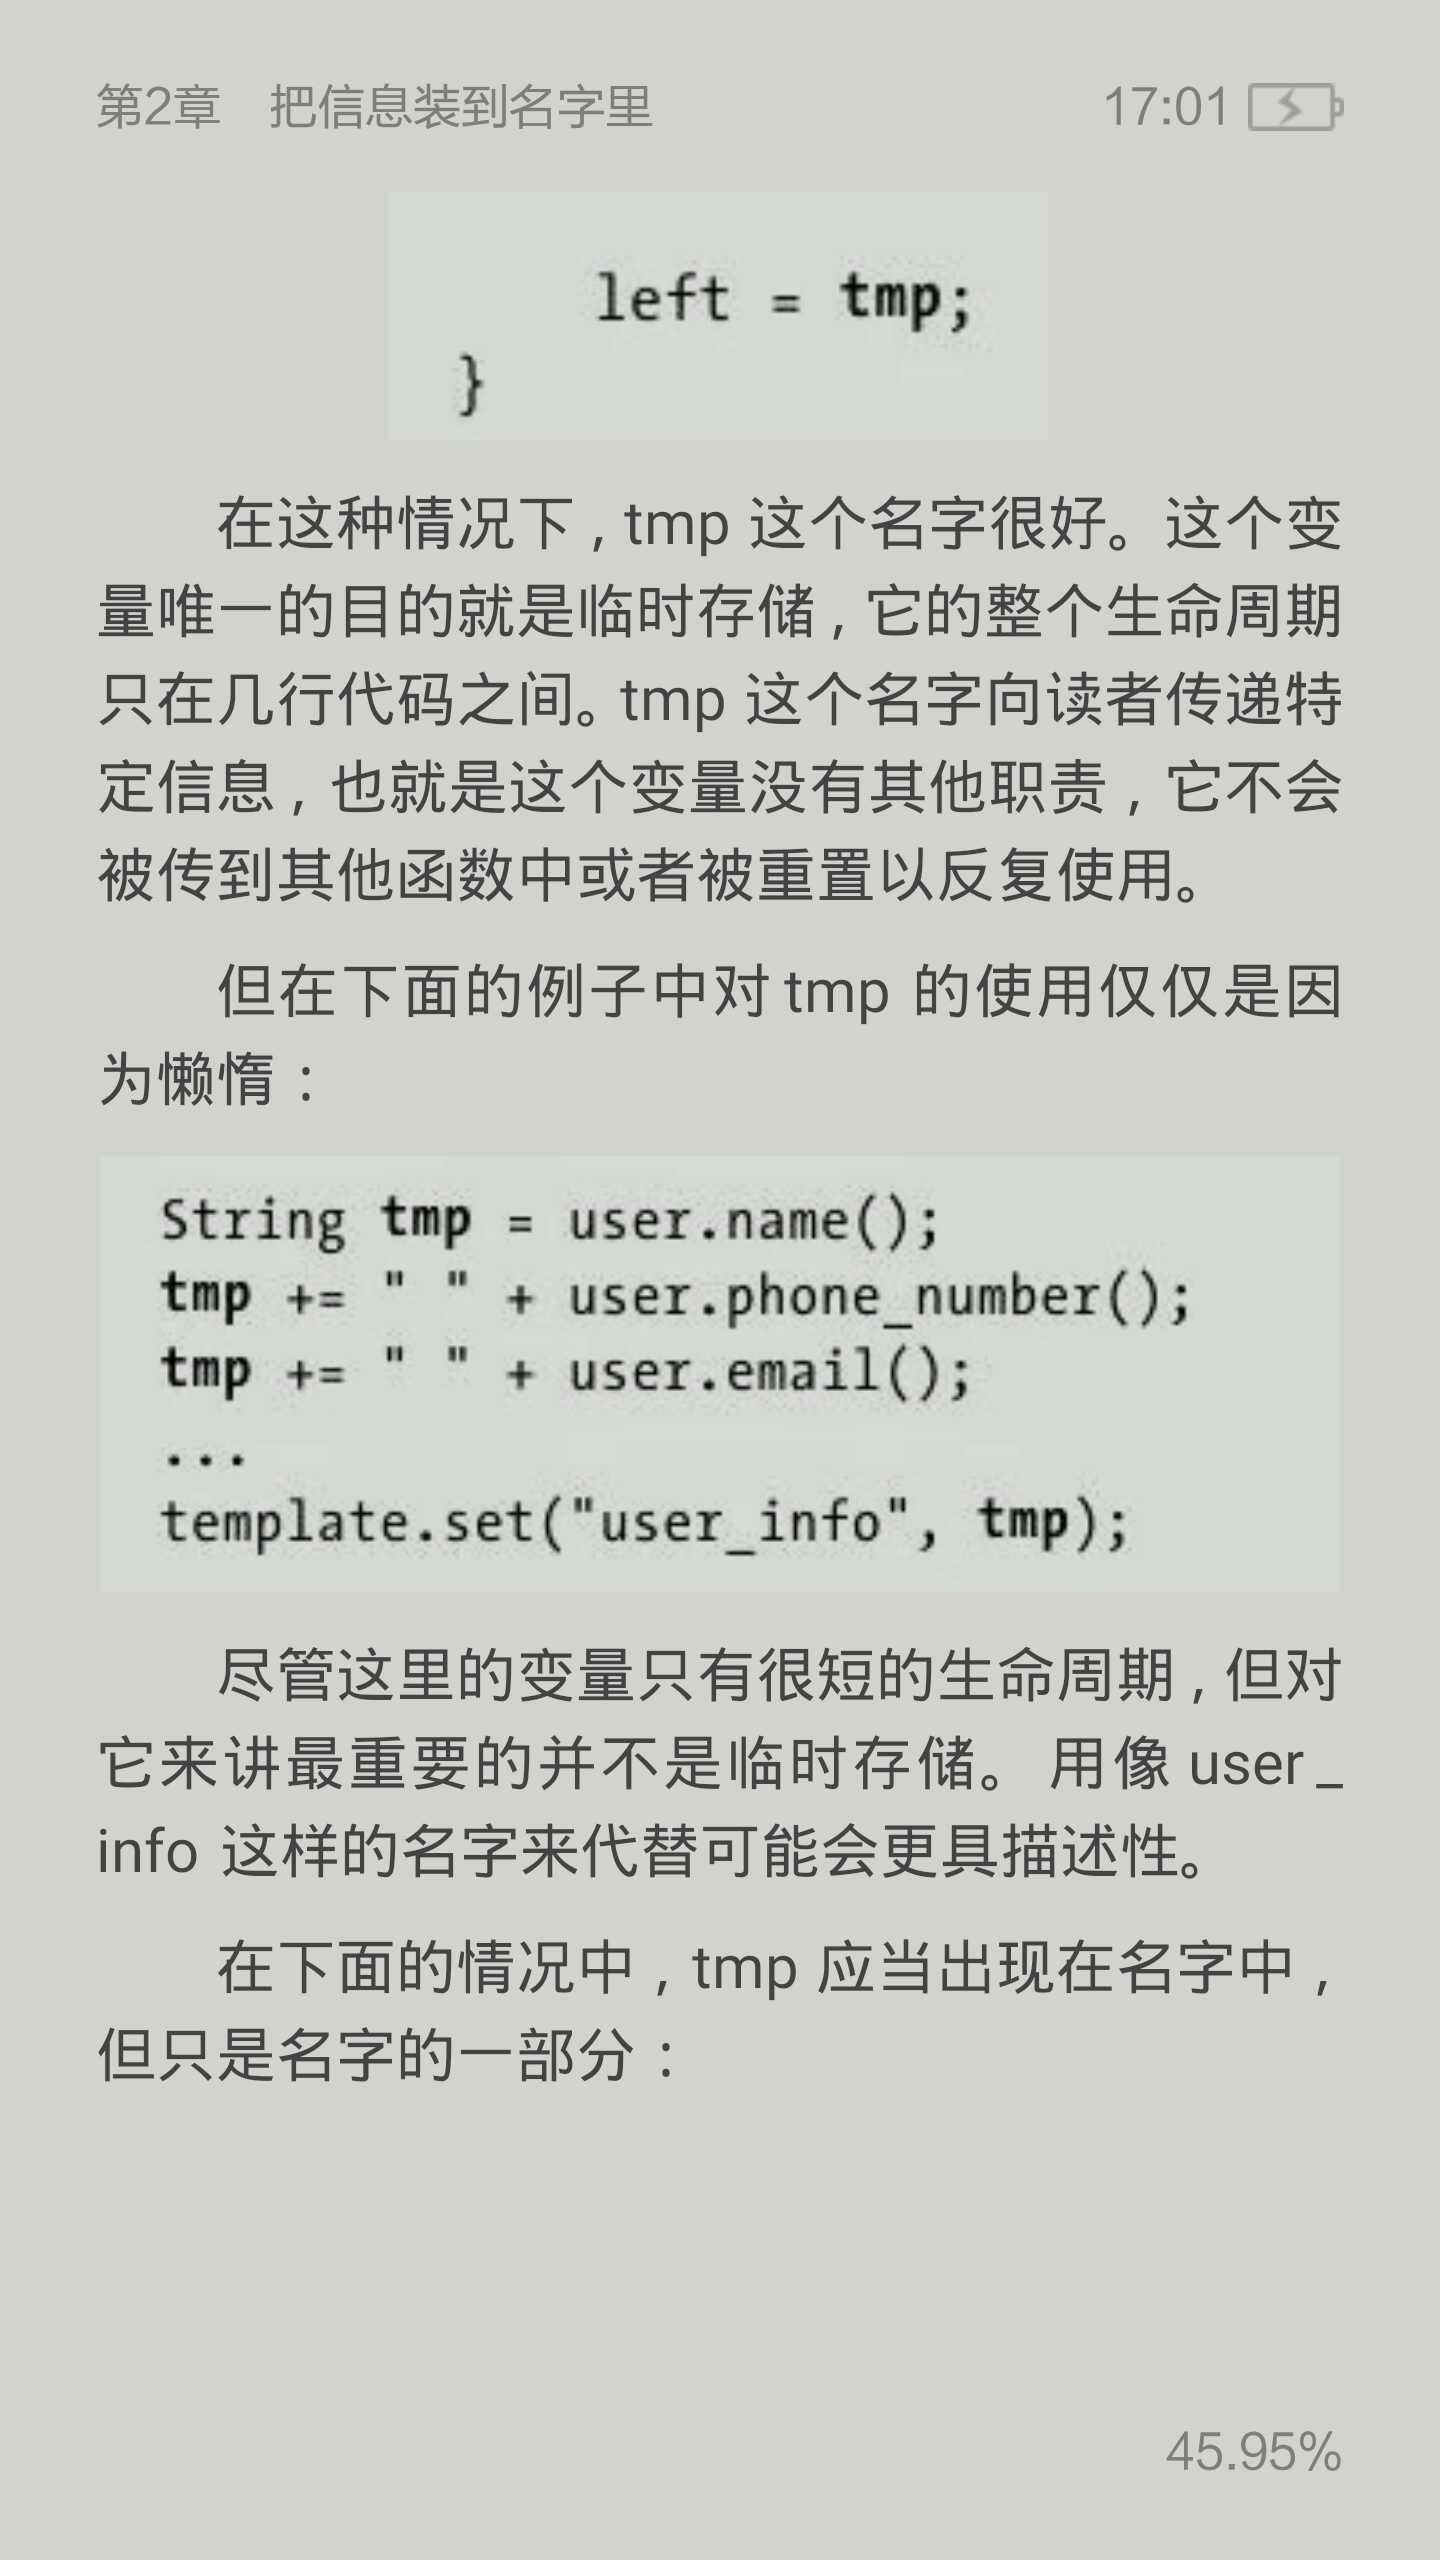 第2章　把信息装到名字里
17:01
left = tmp;
}
在这种情况下，tmp 这个名字很好。这个变
量唯一的目的就是临时存储，它的整个生命周期
只在几行代码之间。tmp 这个名字向读者传递特
定信息，也就是这个变量没有其他职责，它不会
被传到其他函数中或者被重置以反复使用。
但在下面的例子中对tmp 的使用仅仅是因
为懒惰：
String tmp = user.name();
tmp += " " + user.phone_number();
tmp += " " + user.email();
...
template.set("user_info", tmp);
尽管这里的变量只有很短的生命周期，但对
它来讲最重要的并不是临时存储。用像 user_
info 这样的名字来代替可能会更具描述性。
在下面的情况中，tmp 应当出现在名字中，
但只是名字的一部分：
45.95%